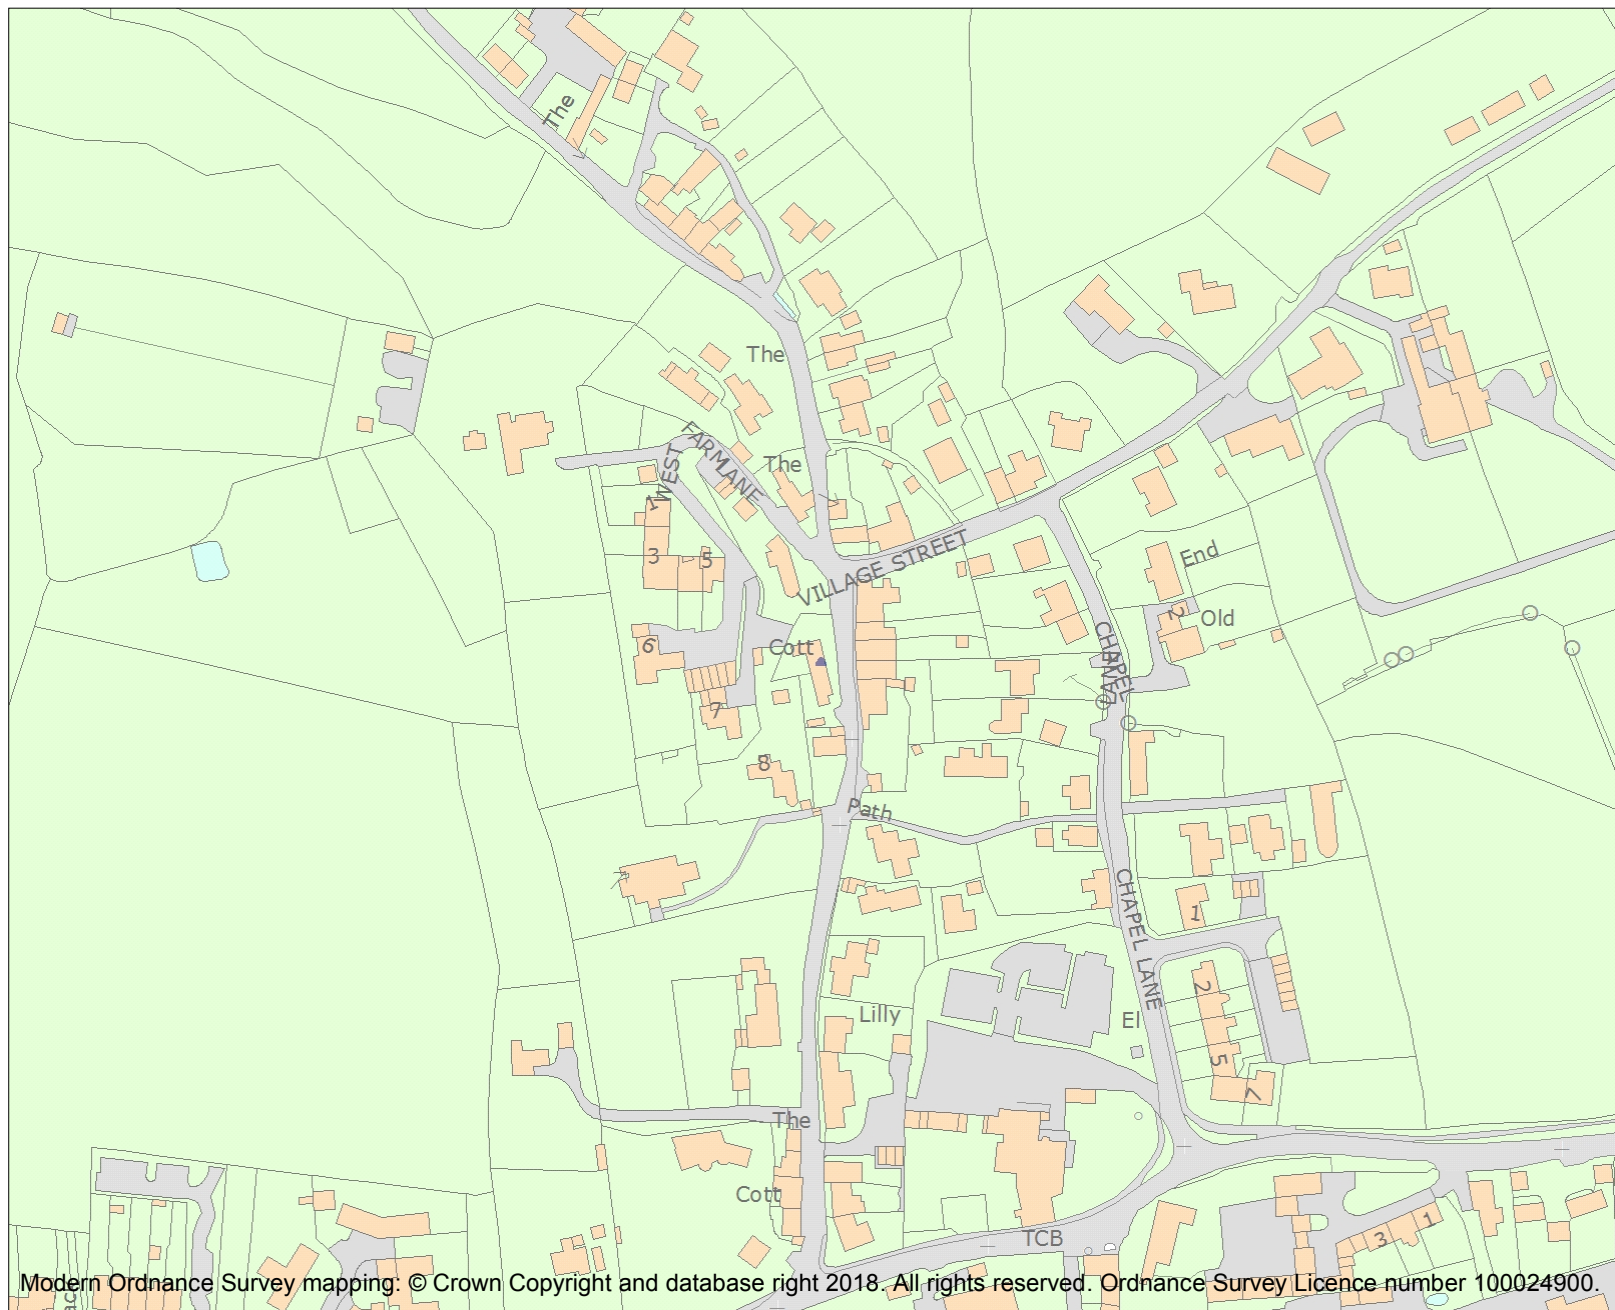 The
The
FARM LANE
WEST
The
1
3
5
VILLAGE STREET
End
2
Old
Cott
6
CHAPEL
LANE
7
8
Path
CHAPEL LANE
1
2
Lilly
El
5
7
The
Cott
TCB
1
3
Modern Ordnance Survey mapping: © Crown Copyright and database right 2018. All rights reserved. Ordnance Survey Licence number 100024900.